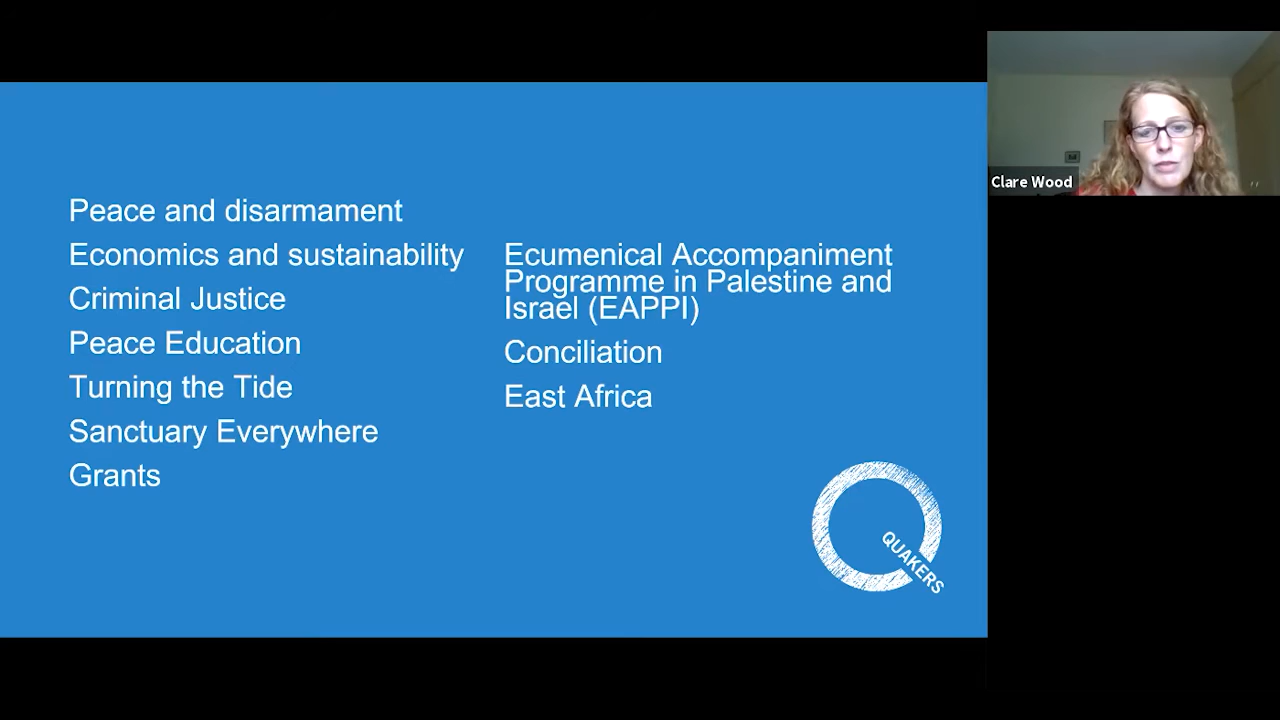 Peace and disarmament
Economics and sustainability
Criminal Justice
Peace Education
Turning the Tide
Sanctuary Everywhere
Grants
Ecumenical Accompaniment
Programme in Palestine and
Israel (EAPPI)
Conciliation
East Africa
QUAKERS
Clare Wood